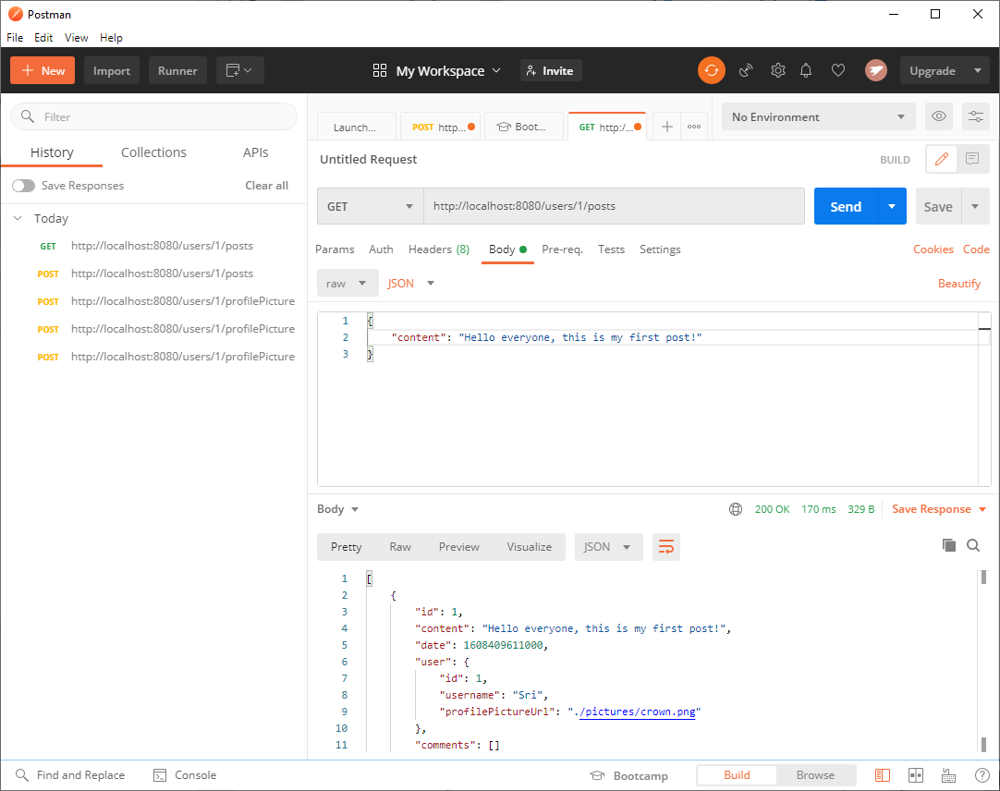 Postman
File Edit View Help
New Import Runner My Workspace Invite Upgrade
Filter
History Collections APIs
Save Responses Clear all
Today
GET http://localhost:8080/users/1/posts
POST http://localhost:8080/users/1/posts
POST http://localhost:8080/users/1/profilePicture
POST http://localhost:8080/users/1/profilePicture
POST http://localhost:8080/users/1/profilePicture
Launch... POST http... Boot... GET http:/... No Environment
Untitled Request BUILD
GET http://localhost:8080/users/1/posts Send Save
Params Auth Headers (8) Body Pre-req. Tests Settings Cookies Code
raw JSON Beautify
1 {
2 "content": "Hello everyone, this is my first post!"
3 }
Body 200 OK 170 ms 329 B Save Response
Pretty Raw Preview Visualize JSON
1 [
2 {
3 "id": 1,
4 "content": "Hello everyone, this is my first post!",
5 "date": 1608409611000,
6 "user": {
7 "id": 1,
8 "username": "Sri",
9 "profilePictureUrl": "./pictures/crown.png"
10 },
11 "comments": []
Find and Replace Console Bootcamp Build Browse